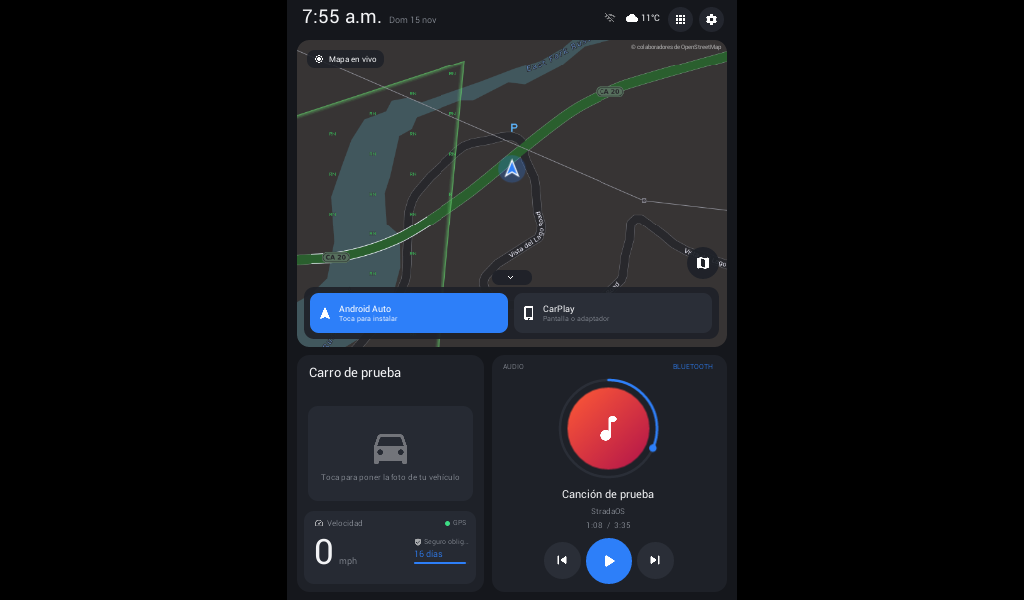 7:55 a.m.
Dom 15 nov
11°C
Mapa en vivo
© colaboradores de OpenStreetMap
CA 20
P
CA 20
Vista del Lago Road
Android Auto
Toca para instalar
CarPlay
Pantalla o adaptador
Carro de prueba
Toca para poner la foto de tu vehículo
Velocidad
GPS
0 mph
Seguro oblig...
16 días
AUDIO
BLUETOOTH
Canción de prueba
StradaOS
1:08 / 3:35